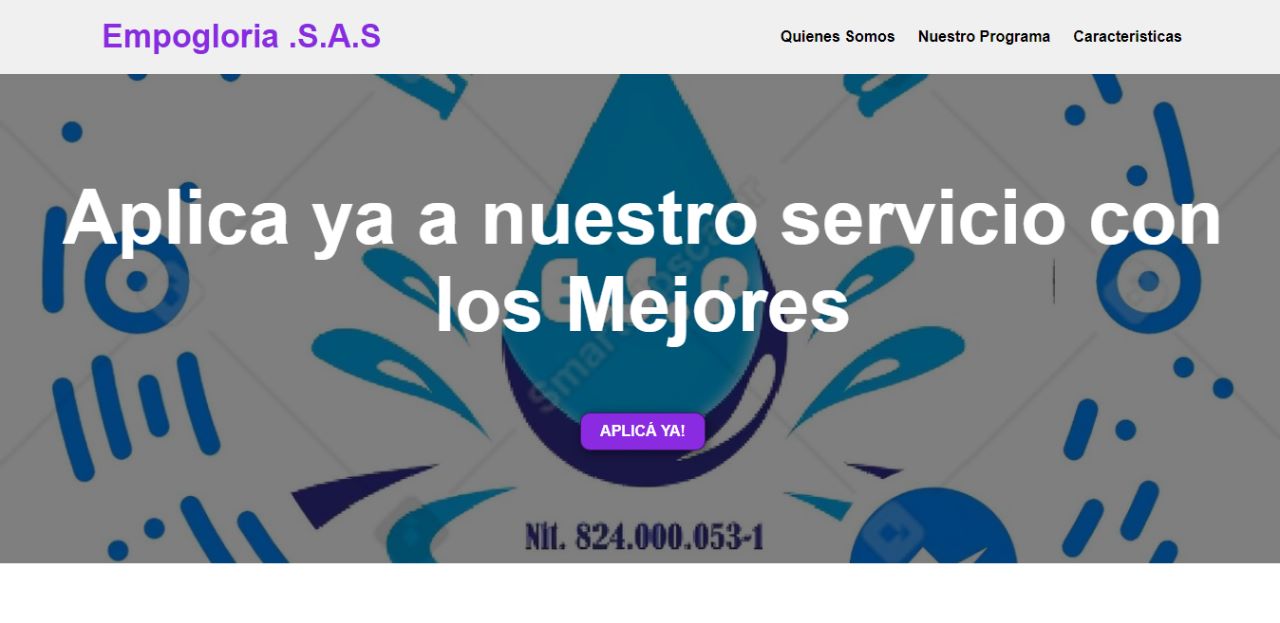 Empogloria .S.A.S
Quienes Somos
Nuestro Programa
Caracteristicas
Aplica ya a nuestro servicio con
los Mejores
APLICÁ YA!
Nit. 824.000.053-1